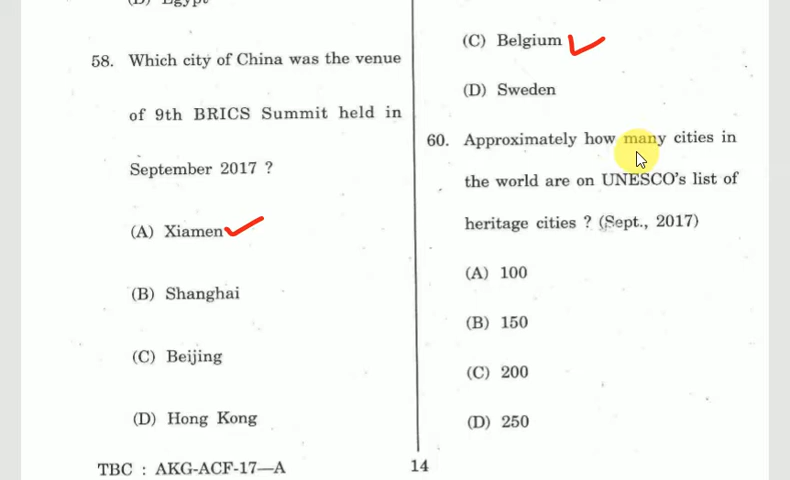 (D) Egypt
58. Which city of China was the venue
of 9th BRICS Summit held in
September 2017 ?
(A) Xiamen
(B) Shanghai
(C) Beijing
(D) Hong Kong
TBC : AKG-ACF-17—A
14
(C) Belgium
(D) Sweden
60. Approximately how many cities in
the world are on UNESCO's list of
heritage cities ? (Sept., 2017)
(A) 100
(B) 150
(C) 200
(D) 250